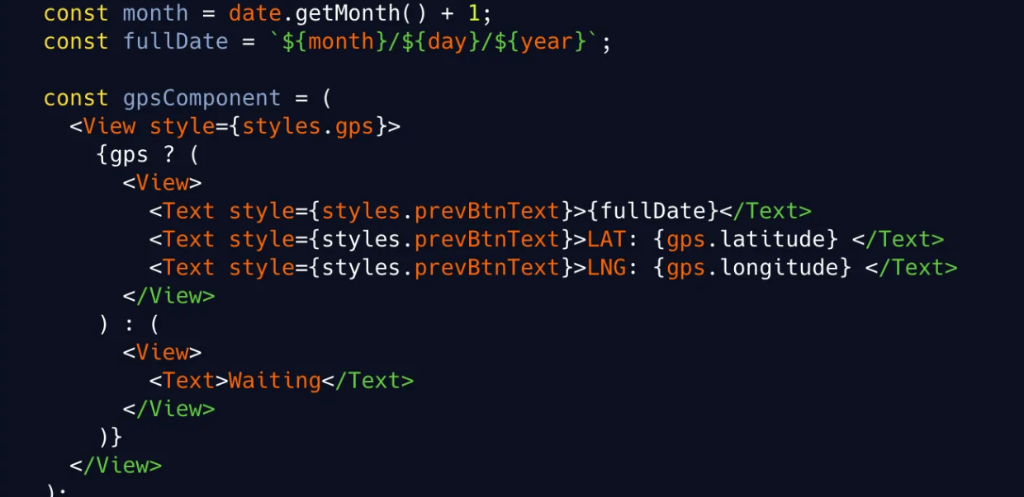 const month = date.getMonth() + 1;
const fullDate = `${month}/${day}/${year}`;
const gpsComponent = (
<View style={styles.gps}>
{gps ? (
<View>
<Text style={styles.prevBtnText}>{fullDate}</Text>
<Text style={styles.prevBtnText}>LAT: {gps.latitude} </Text>
<Text style={styles.prevBtnText}>LNG: {gps.longitude} </Text>
</View>
) : (
<View>
<Text>Waiting</Text>
</View>
)}
</View>
);